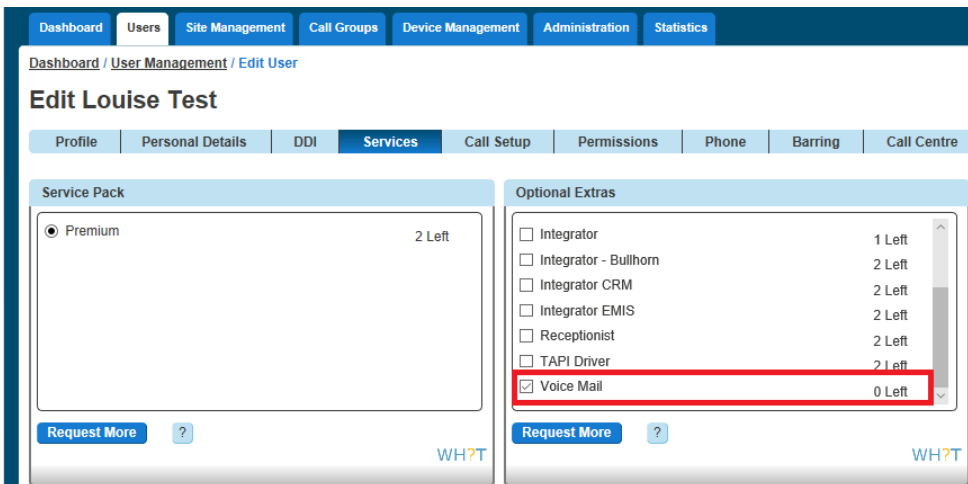 Dashboard Users Site Management Call Groups Device Management Administration Statistics
Dashboard / User Management / Edit User
Edit Louise Test
Profile Personal Details DDI Services Call Setup Permissions Phone Barring Call Centre
Service Pack
Premium 2 Left
Request More ?
WH?T
Optional Extras
Integrator 1 Left
Integrator - Bullhorn 2 Left
Integrator CRM 2 Left
Integrator EMIS 2 Left
Receptionist 2 Left
TAPI Driver 2 Left
Voice Mail 0 Left
Request More ?
WH?T